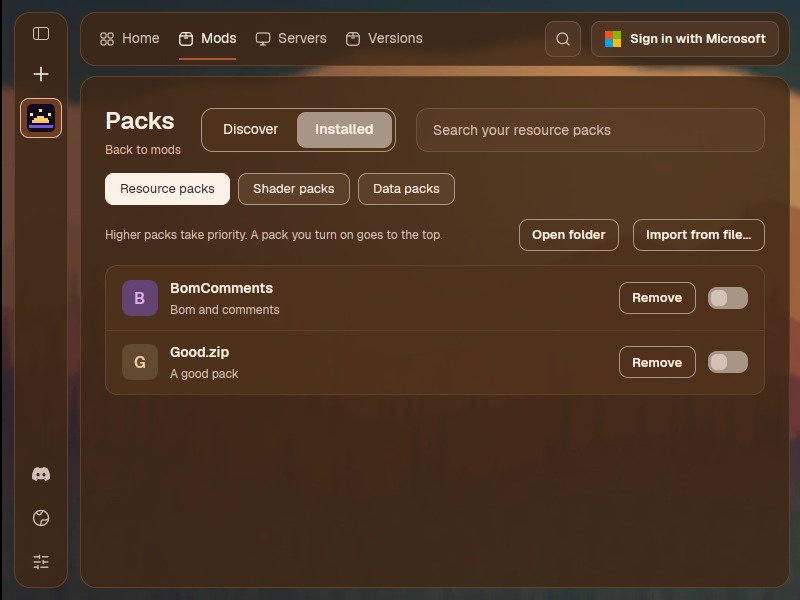 Home
Mods
Servers
Versions
Sign in with Microsoft
Packs
Back to mods
Discover
Installed
Search your resource packs
Resource packs
Shader packs
Data packs
Higher packs take priority. A pack you turn on goes to the top.
Open folder
Import from file...
B
BomComments
Bom and comments
Remove
G
Good.zip
A good pack
Remove